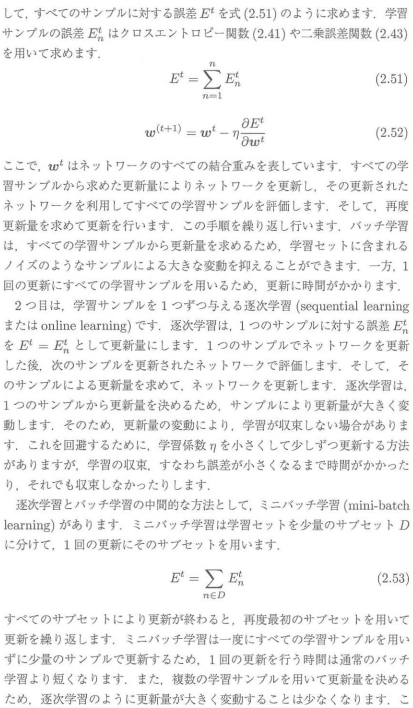 して，すべてのサンプルに対する誤差 E^t を式 (2.51) のように求めます．学習
サンプルの誤差 E_n^t はクロスエントロピー関数 (2.41) や二乗誤差関数 (2.43)
を用いて求めます．
E^t = \sum_{n=1}^{n} E_n^t (2.51)
w^{(t+1)} = w^t − η ∂E^t/∂w^t (2.52)
ここで，w^t はネットワークのすべての結合重みを表しています．すべての学
習サンプルから求めた更新量によりネットワークを更新し，その更新された
ネットワークを利用してすべての学習サンプルを評価します．そして，再度
更新量を求めて更新を行います．この手順を繰り返し行います．バッチ学習
は，すべての学習サンプルから更新量を求めるため，学習セットに含まれる
ノイズのようなサンプルによる大きな変動を抑えることができます．一方，1
回の更新にすべての学習サンプルを用いるため，更新に時間がかかります．
2 つ目は，学習サンプルを 1 つずつ与える逐次学習 (sequential learning
または online learning) です．逐次学習は，1 つのサンプルに対する誤差 E_n^t
を E^t = E_n^t として更新量にします．1 つのサンプルでネットワークを更新
した後，次のサンプルを更新されたネットワークで評価します．そして，そ
のサンプルによる更新量を求めて，ネットワークを更新します．逐次学習は，
1 つのサンプルから更新量を決めるため，サンプルにより更新量が大きく変
動します．そのため，更新量の変動により，学習が収束しない場合がありま
す．これを回避するために，学習係数 η を小さくして少しずつ更新する方法
がありますが，学習の収束，すなわち誤差が小さくなるまで時間がかかった
り，それでも収束しなかったりします．
逐次学習とバッチ学習の中間的な方法として，ミニバッチ学習 (mini-batch
learning) があります．ミニバッチ学習は学習セットを少量のサブセット D
に分けて，1 回の更新にそのサブセットを用います．
E^t = \sum_{n∈D} E_n^t (2.53)
すべてのサブセットにより更新が終わると，再度最初のサブセットを用いて
更新を繰り返します．ミニバッチ学習は一度にすべての学習サンプルを用い
ずに少量のサンプルで更新するため，1 回の更新を行う時間は通常のバッチ
学習より短くなります．また，複数の学習サンプルを用いて更新量を決める
ため，逐次学習のように更新量が大きく変動することは少なくなります．こ